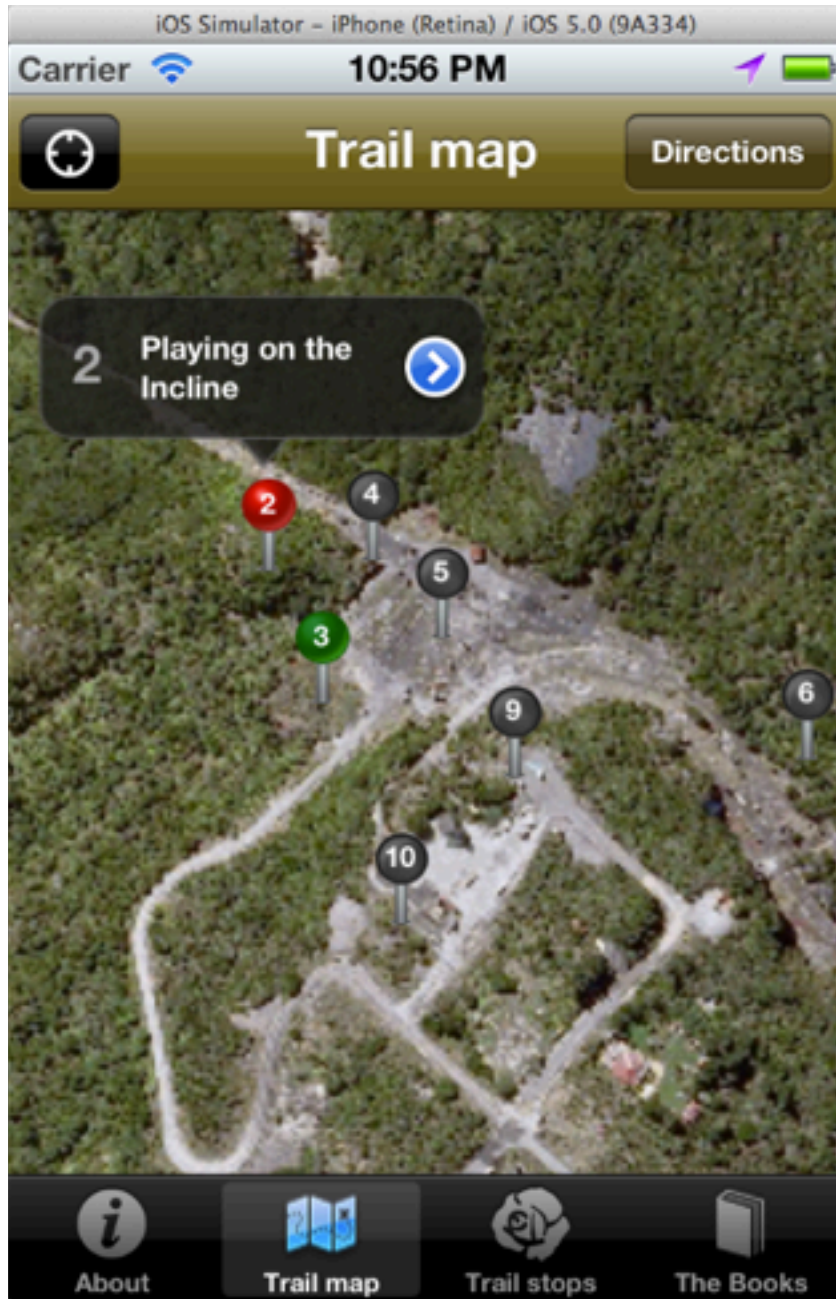 iOS Simulator – iPhone (Retina) / iOS 5.0 (9A334)
Carrier 10:56 PM
Trail map Directions
2 Playing on the
Incline
2
4
5
3
6
9
10
About Trail map Trail stops The Books